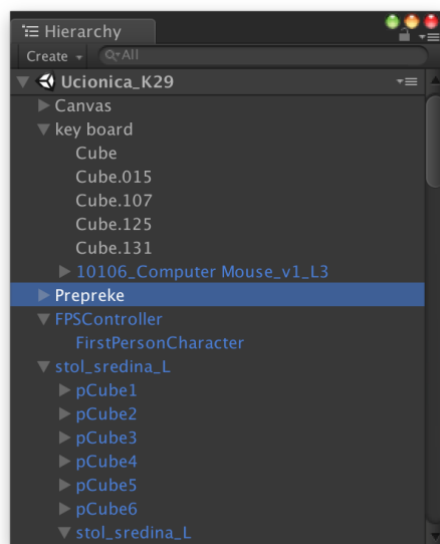 Hierarchy
Create All
Ucionica_K29
Canvas
key board
Cube
Cube.015
Cube.107
Cube.125
Cube.131
10106_Computer Mouse_v1_L3
Prepreke
FPSController
FirstPersonCharacter
stol_sredina_L
pCube1
pCube2
pCube3
pCube4
pCube5
pCube6
stol_sredina_L